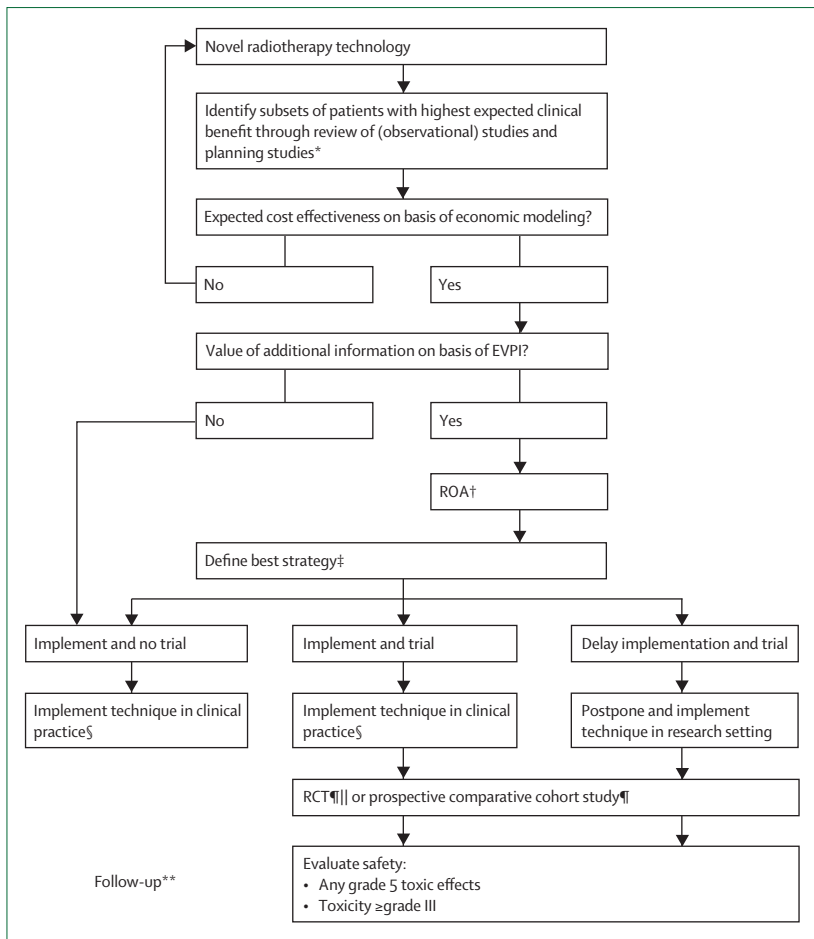 Novel radiotherapy technology
Identify subsets of patients with highest expected clinical
benefit through review of (observational) studies and
planning studies*
Expected cost effectiveness on basis of economic modeling?
No
Yes
Value of additional information on basis of EVPI?
No
Yes
ROA†
Define best strategy‡
Implement and no trial
Implement and trial
Delay implementation and trial
Implement technique in clinical
practice§
Implement technique in clinical
practice§
Postpone and implement
technique in research setting
RCT¶|| or prospective comparative cohort study¶
Follow-up**
Evaluate safety:
• Any grade 5 toxic effects
• Toxicity ≥grade III